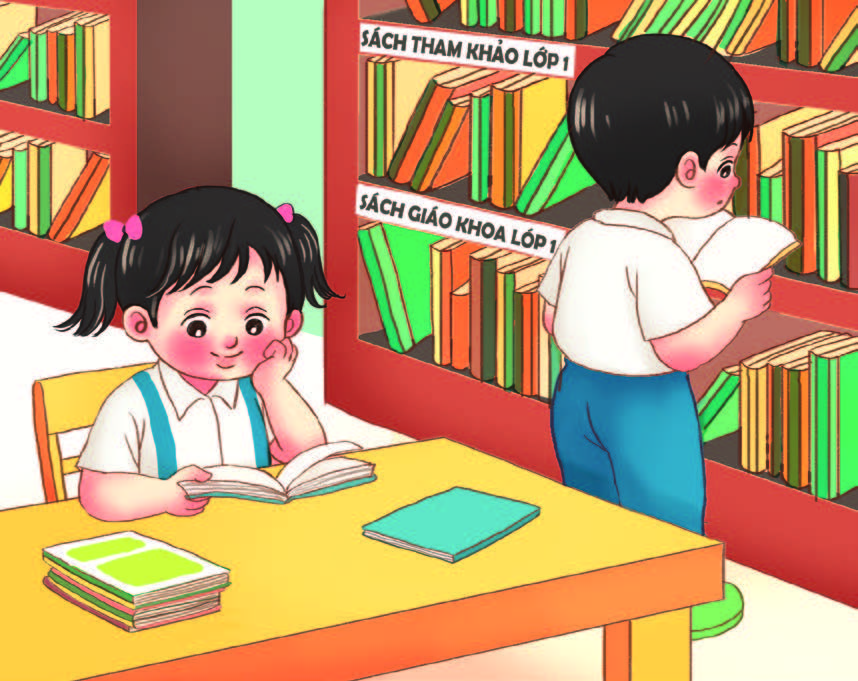 SÁCH THAM KHẢO LỚP 1
SÁCH GIÁO KHOA LỚP 1